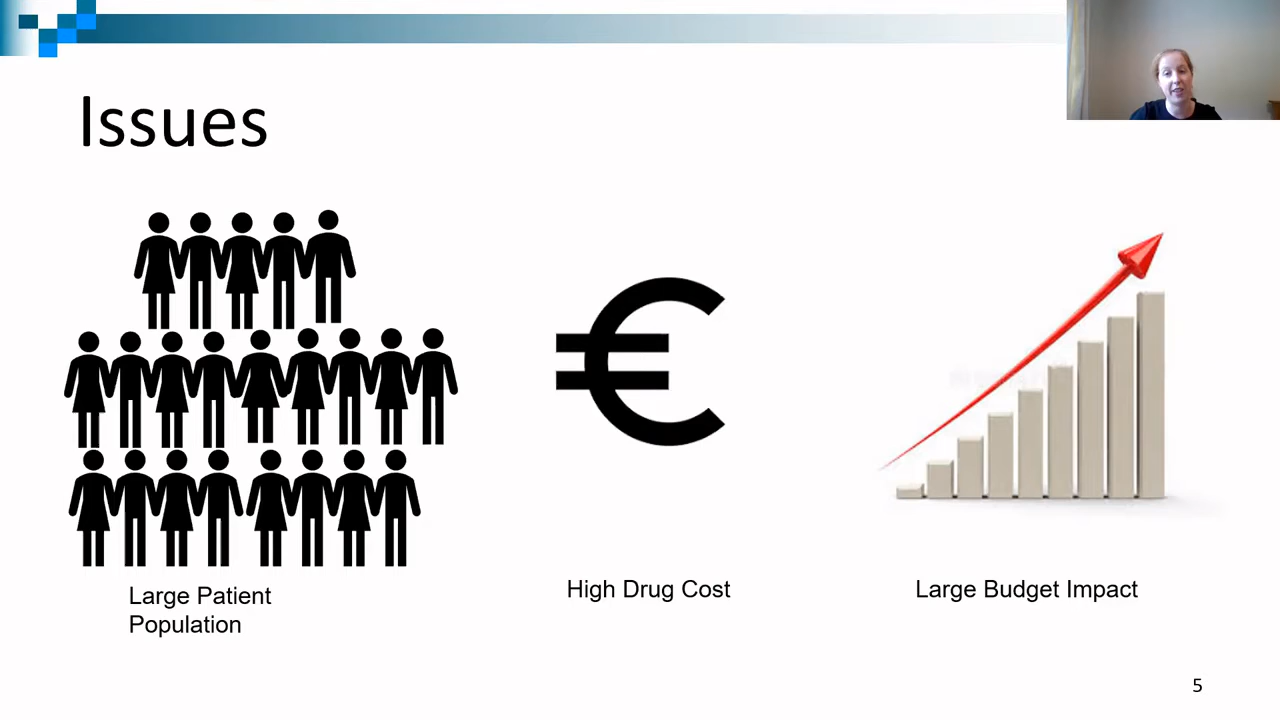 Issues
€
Large Patient
Population
High Drug Cost
Large Budget Impact
5